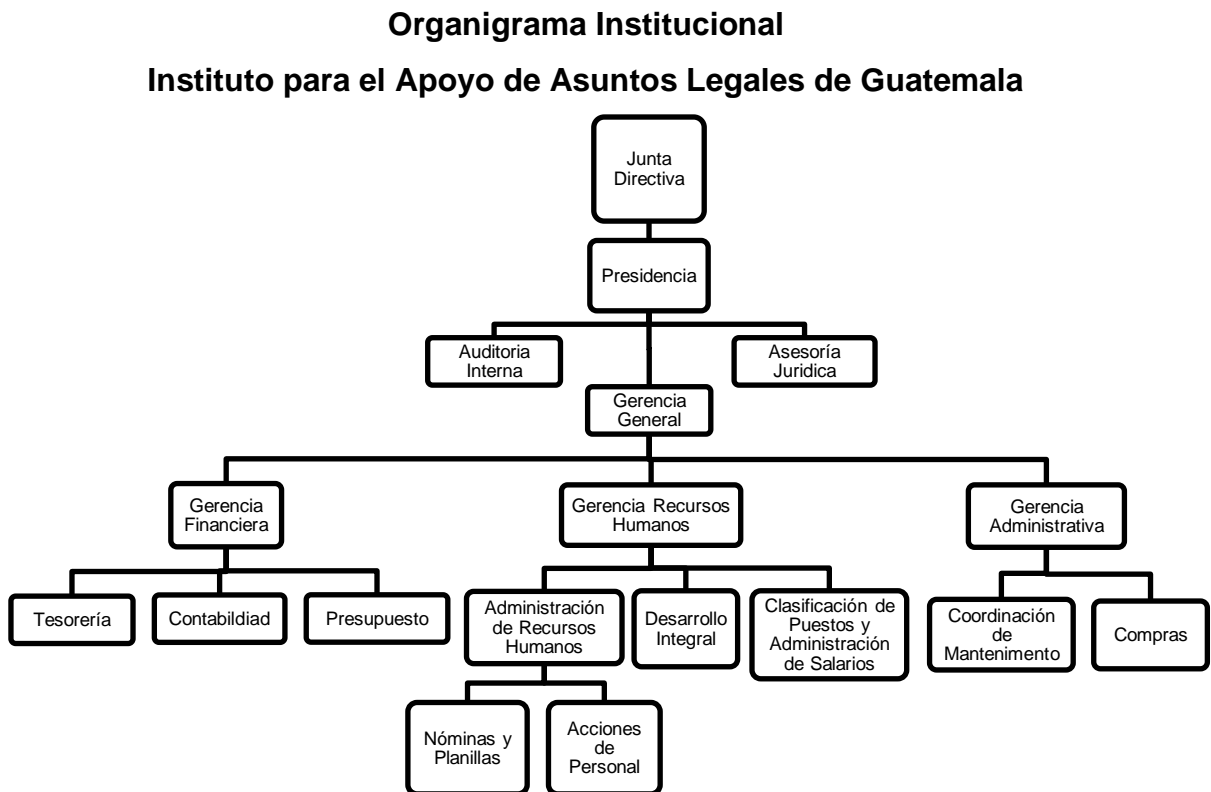 Organigrama Institucional
Instituto para el Apoyo de Asuntos Legales de Guatemala
Junta
Directiva
Presidencia
Auditoria
Interna
Asesoría
Juridica
Gerencia
General
Gerencia
Financiera
Gerencia Recursos
Humanos
Gerencia
Administrativa
Tesorería
Contabildiad
Presupuesto
Administración
de Recursos
Humanos
Desarrollo
Integral
Clasificación de
Puestos y
Administración
de Salarios
Coordinación
de
Mantenimento
Compras
Nóminas y
Planillas
Acciones
de
Personal